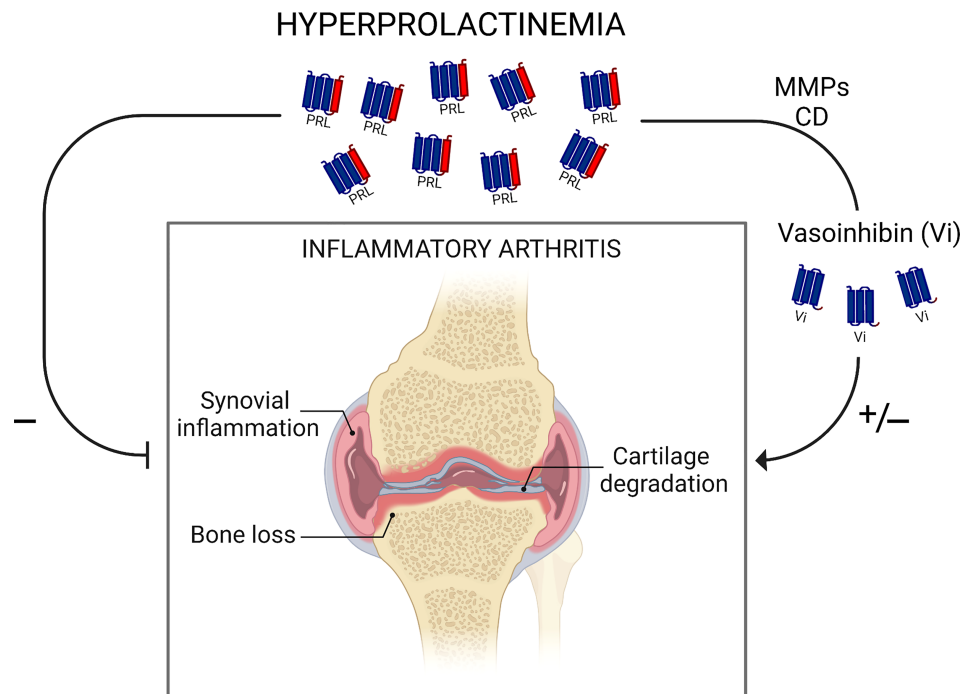 HYPERPROLACTINEMIA
PRL
PRL
PRL
PRL
PRL
PRL
PRL
PRL
PRL
MMPs
CD
Vasoinhibin (Vi)
Vi
Vi
Vi
INFLAMMATORY ARTHRITIS
Synovial
inflammation
Cartilage
degradation
Bone loss
–
+/–